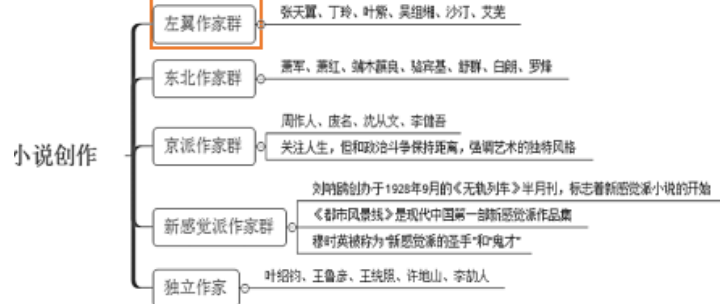 小说创作
左翼作家群
张天翼、丁玲、叶紫、吴组缃、沙汀、艾芜
东北作家群
萧军、萧红、端木蕻良、骆宾基、舒群、白朗、罗烽
京派作家群
周作人、废名、沈从文、李健吾
关注人生，但和政治斗争保持距离，强调艺术的独特风格
新感觉派作家群
刘呐鸥创办于1928年9月的《无轨列车》半月刊，标志着新感觉派小说的开始
《都市风景线》是现代中国第一部新感觉派作品集
穆时英被称为"新感觉派的圣手"和"鬼才"
独立作家
叶绍钧、王鲁彦、王统照、许地山、李劼人